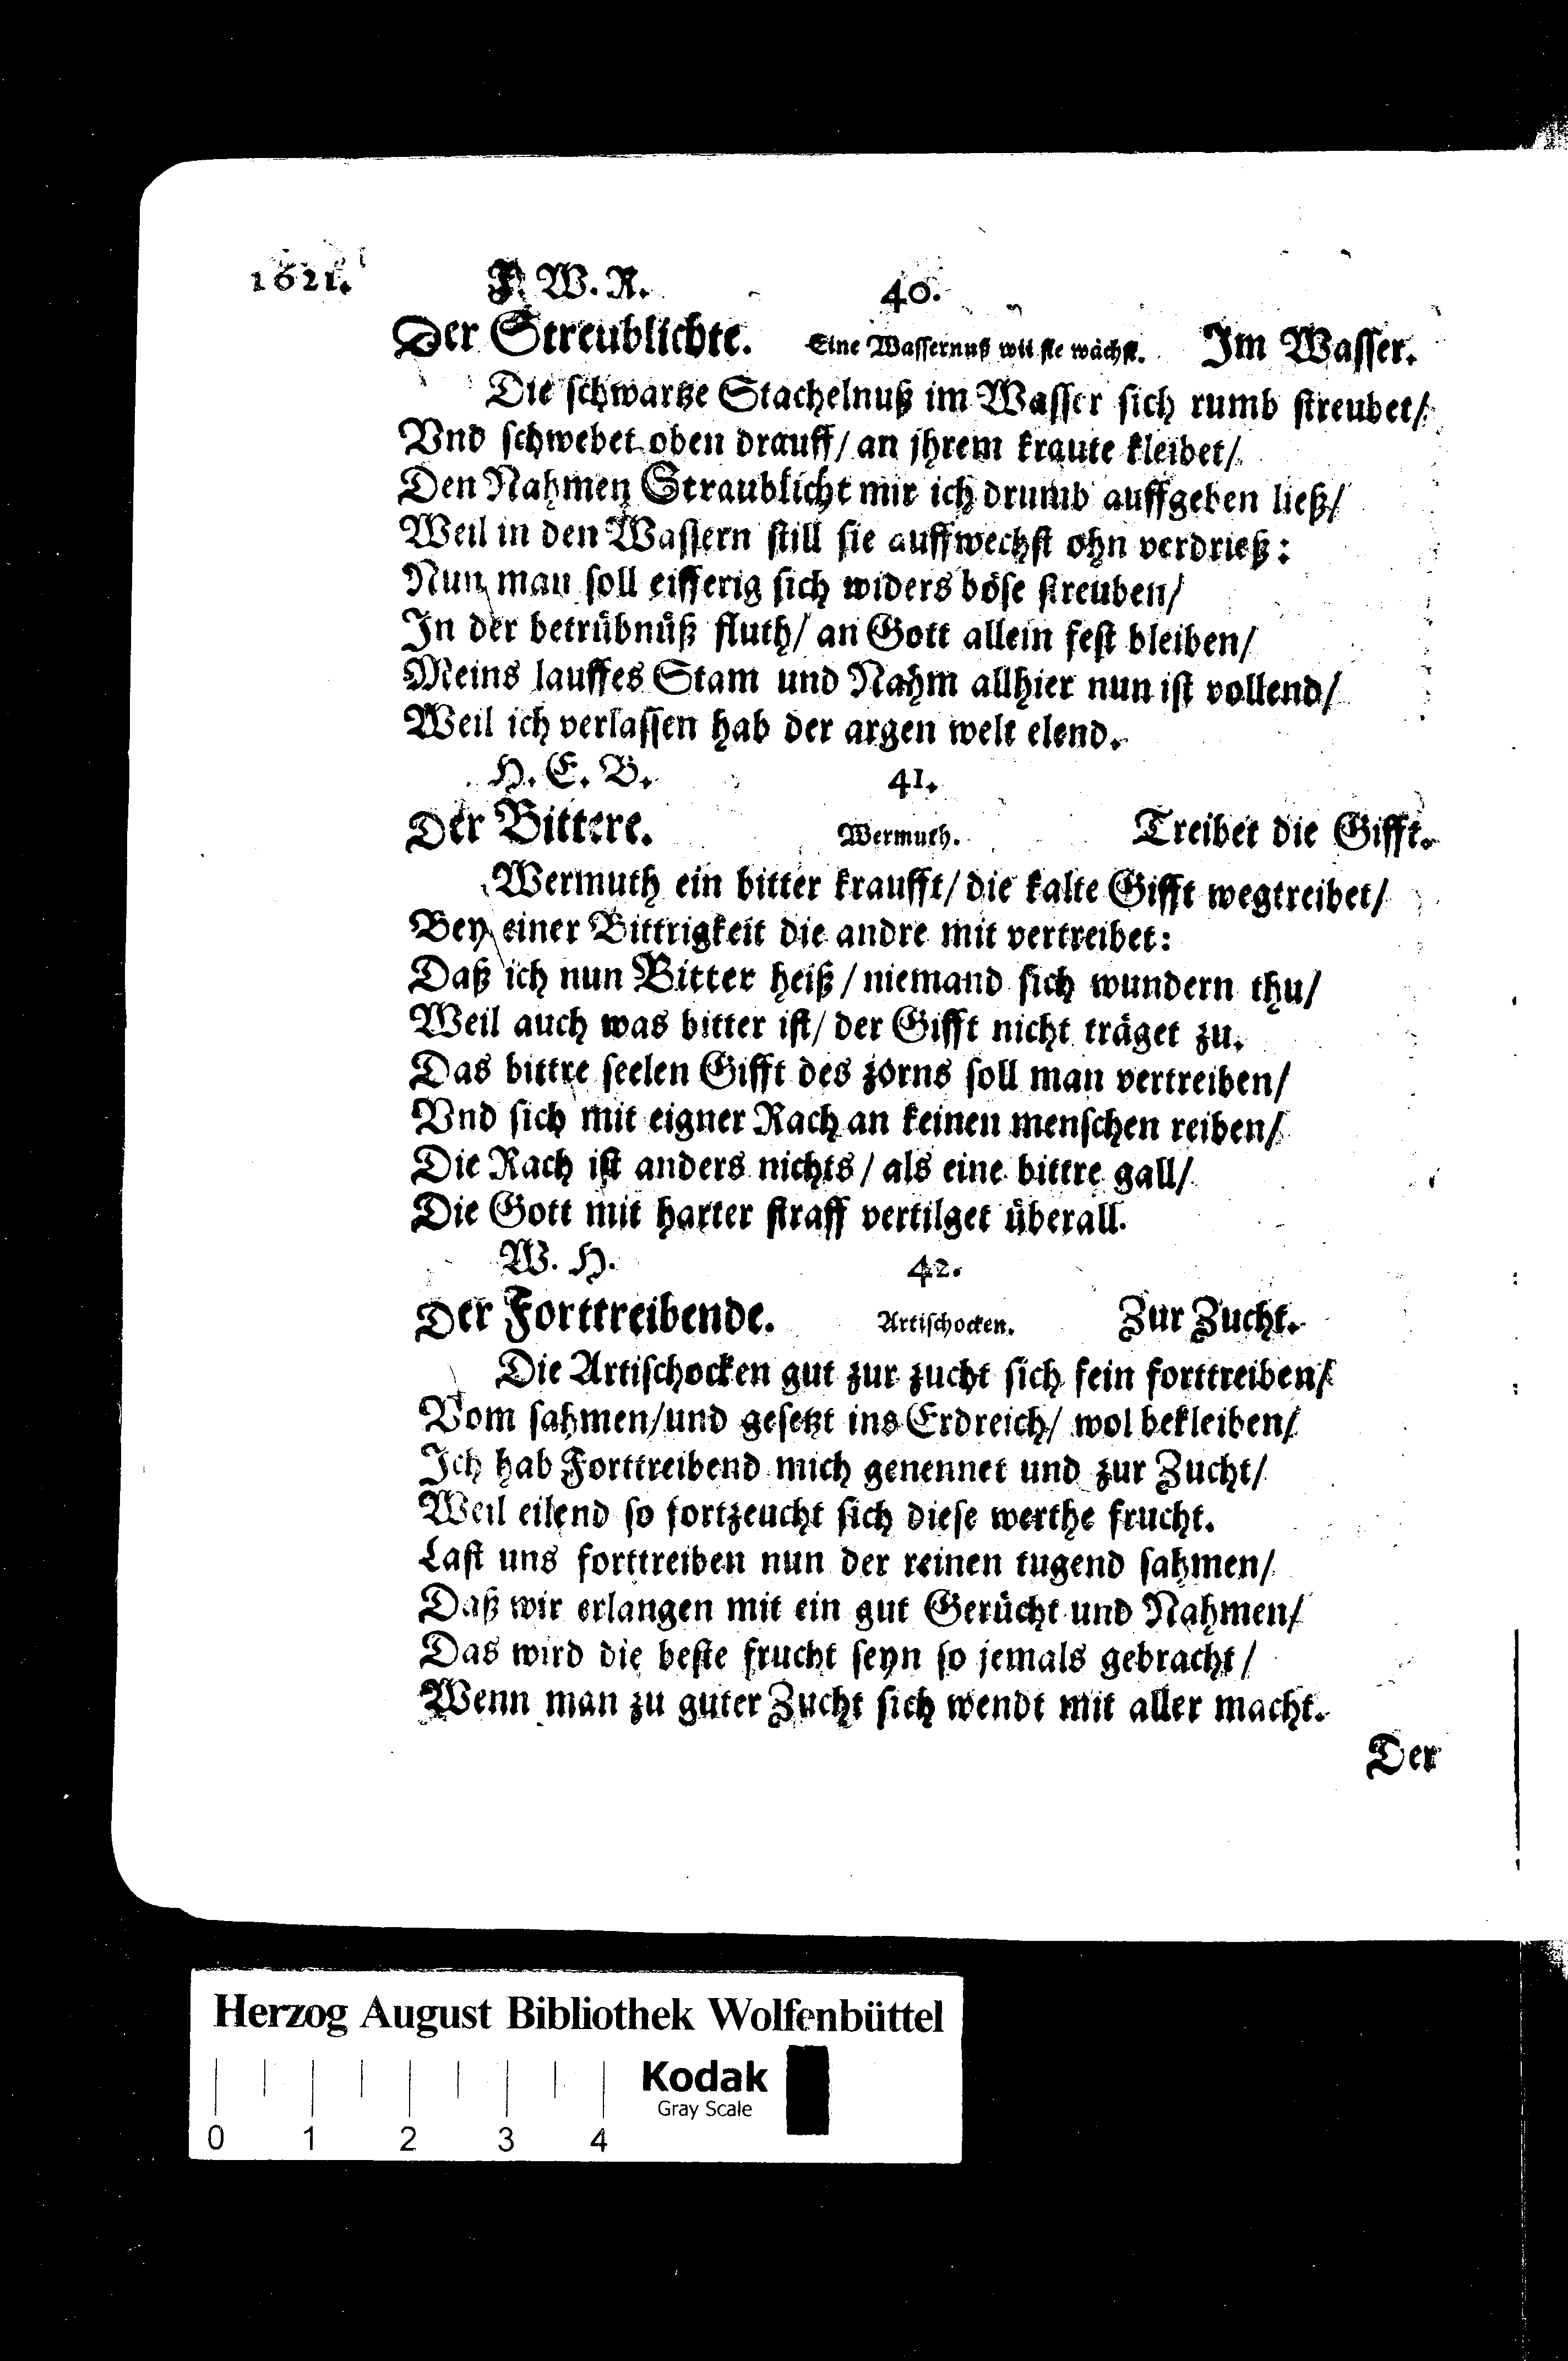 1621. F. W. R. 40.
Der Streublichte. Eine Wassernuß wie sie wächst. Im Wasser.
Die schwartze Stachelnuß im Wasser sich rumb streubet/
Vnd schwebet oben drauff/ an jhrem kraute kleibet/
Den Nahmen Straublicht mir ich drumb auffgeben ließ/
Weil in den Wassern still sie auffwechst ohn verdrieß:
Nun man soll eifferig sich widers böse streuben/
In der betrübnüß fluth/ an Gott allein fest bleiben/
Meins lauffes Stam und Nahm allhier nun ist vollend/
Weil ich verlassen hab der argen welt elend.
H. E. B. 41.
Der Bittere. Wermuth. Treibet die Gifft.
Wermuth ein bitter kraufft/ die kalte Gifft wegtreibet/
Bey einer Bittrigkeit die andre mit vertreibet:
Daß ich nun Bitter heiß/ niemand sich wundern thu/
Weil auch was bitter ist/ der Gifft nicht träget zu.
Das bittre seelen Gifft des zorns soll man vertreiben/
Vnd sich mit eigner Rach an keinen menschen reiben/
Die Rach ist anders nichts/ als eine bittre gall/
Die Gott mit harter straff vertilget überall.
W. H. 42.
Der Forttreibende. Artischocken. Zur Zucht.
Die Artischocken gut zur zucht sich fein forttreiben/
Vom sahmen/und gesetzt ins Erdreich/ wol bekleiben/
Ich hab Forttreibend mich genennet und zur Zucht/
Weil eilend so fortzeucht sich diese werthe frucht.
Last uns forttreiben nun der reinen tugend sahmen/
Daß wir erlangen mit ein gut Gerücht und Nahmen/
Das wird die beste frucht seyn so jemals gebracht/
Wenn man zu guter Zucht sich wendt mit aller macht.
Der
Herzog August Bibliothek Wolfenbüttel
Kodak
Gray Scale
0 1 2 3 4